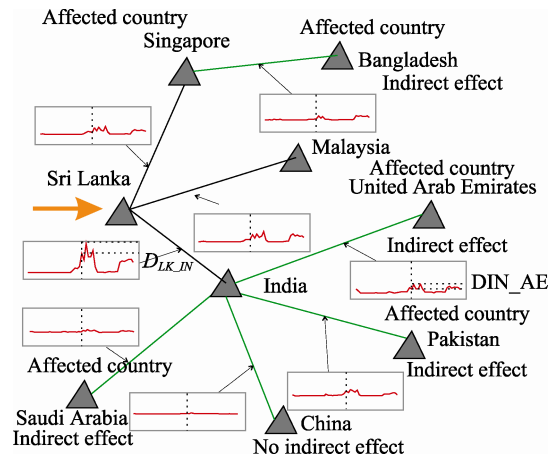 Affected country
Singapore
Affected country
Bangladesh
Indirect effect
Malaysia
Sri Lanka
Affected country
United Arab Emirates
Indirect effect
D_LK_IN
India
DIN_AE
Affected country
Pakistan
Indirect effect
Affected country
Saudi Arabia
Indirect effect
China
No indirect effect